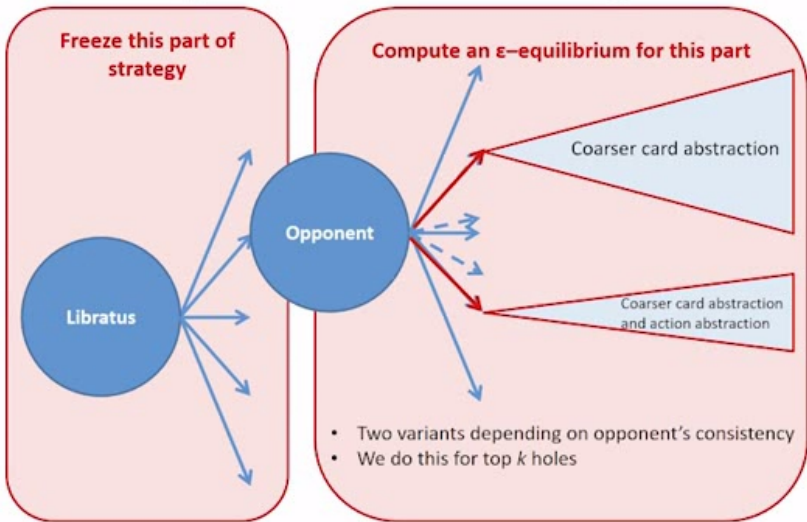 Freeze this part of
strategy
Compute an ε–equilibrium for this part
Coarser card abstraction
Opponent
Libratus
Coarser card abstraction
and action abstraction
• Two variants depending on opponent's consistency
• We do this for top k holes